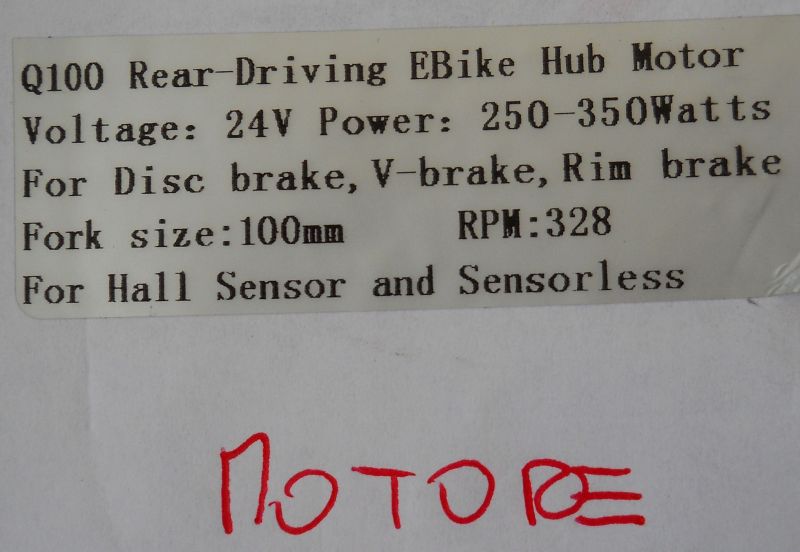 Q100 Rear-Driving EBike Hub Motor
Voltage: 24V Power: 250-350Watts
For Disc brake, V-brake, Rim brake
Fork size:100mm RPM:328
For Hall Sensor and Sensorless
MOTORE